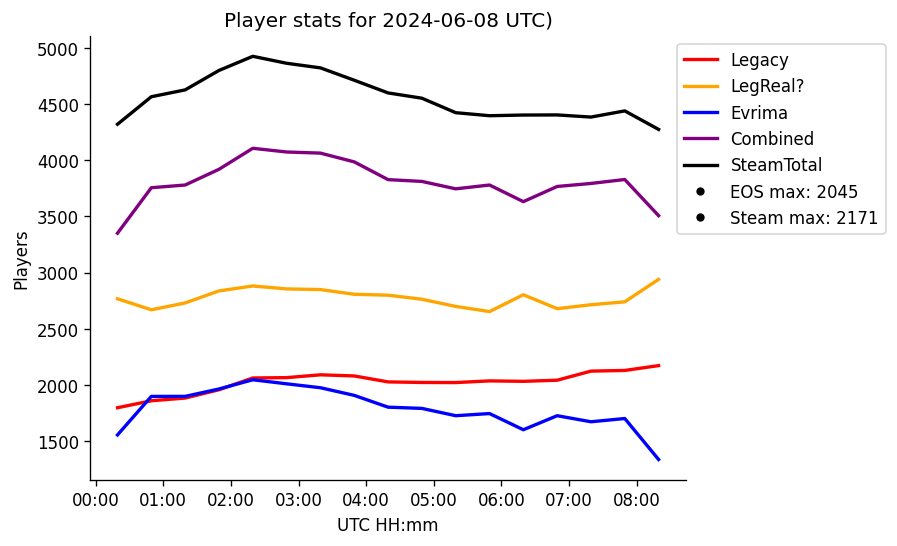 Player stats for 2024-06-08 UTC)
Players
5000
4500
4000
3500
3000
2500
2000
1500
00:00 01:00 02:00 03:00 04:00 05:00 06:00 07:00 08:00
UTC HH:mm
Legacy
LegReal?
Evrima
Combined
SteamTotal
EOS max: 2045
Steam max: 2171